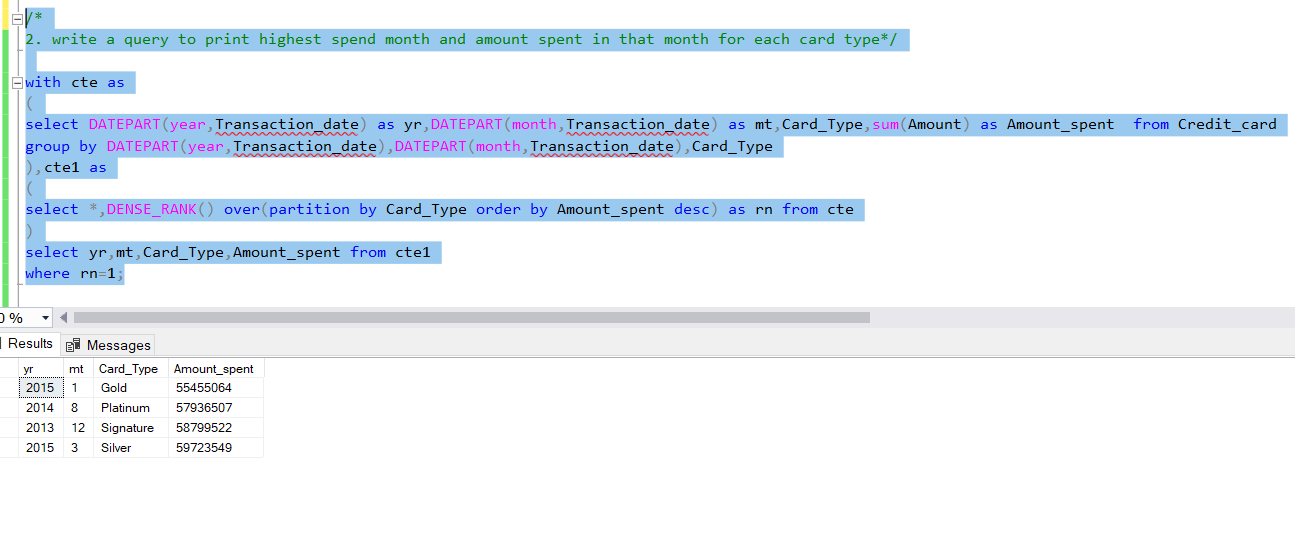 /*
2. write a query to print highest spend month and amount spent in that month for each card type*/
with cte as
(
select DATEPART(year,Transaction_date) as yr,DATEPART(month,Transaction_date) as mt,Card_Type,sum(Amount) as Amount_spent  from Credit_card
group by DATEPART(year,Transaction_date),DATEPART(month,Transaction_date),Card_Type
),cte1 as
(
select *,DENSE_RANK() over(partition by Card_Type order by Amount_spent desc) as rn from cte
)
select yr,mt,Card_Type,Amount_spent from cte1
where rn=1;
0 %
Results Messages
yr mt Card_Type Amount_spent
2015 1 Gold 55455064
2014 8 Platinum 57936507
2013 12 Signature 58799522
2015 3 Silver 59723549